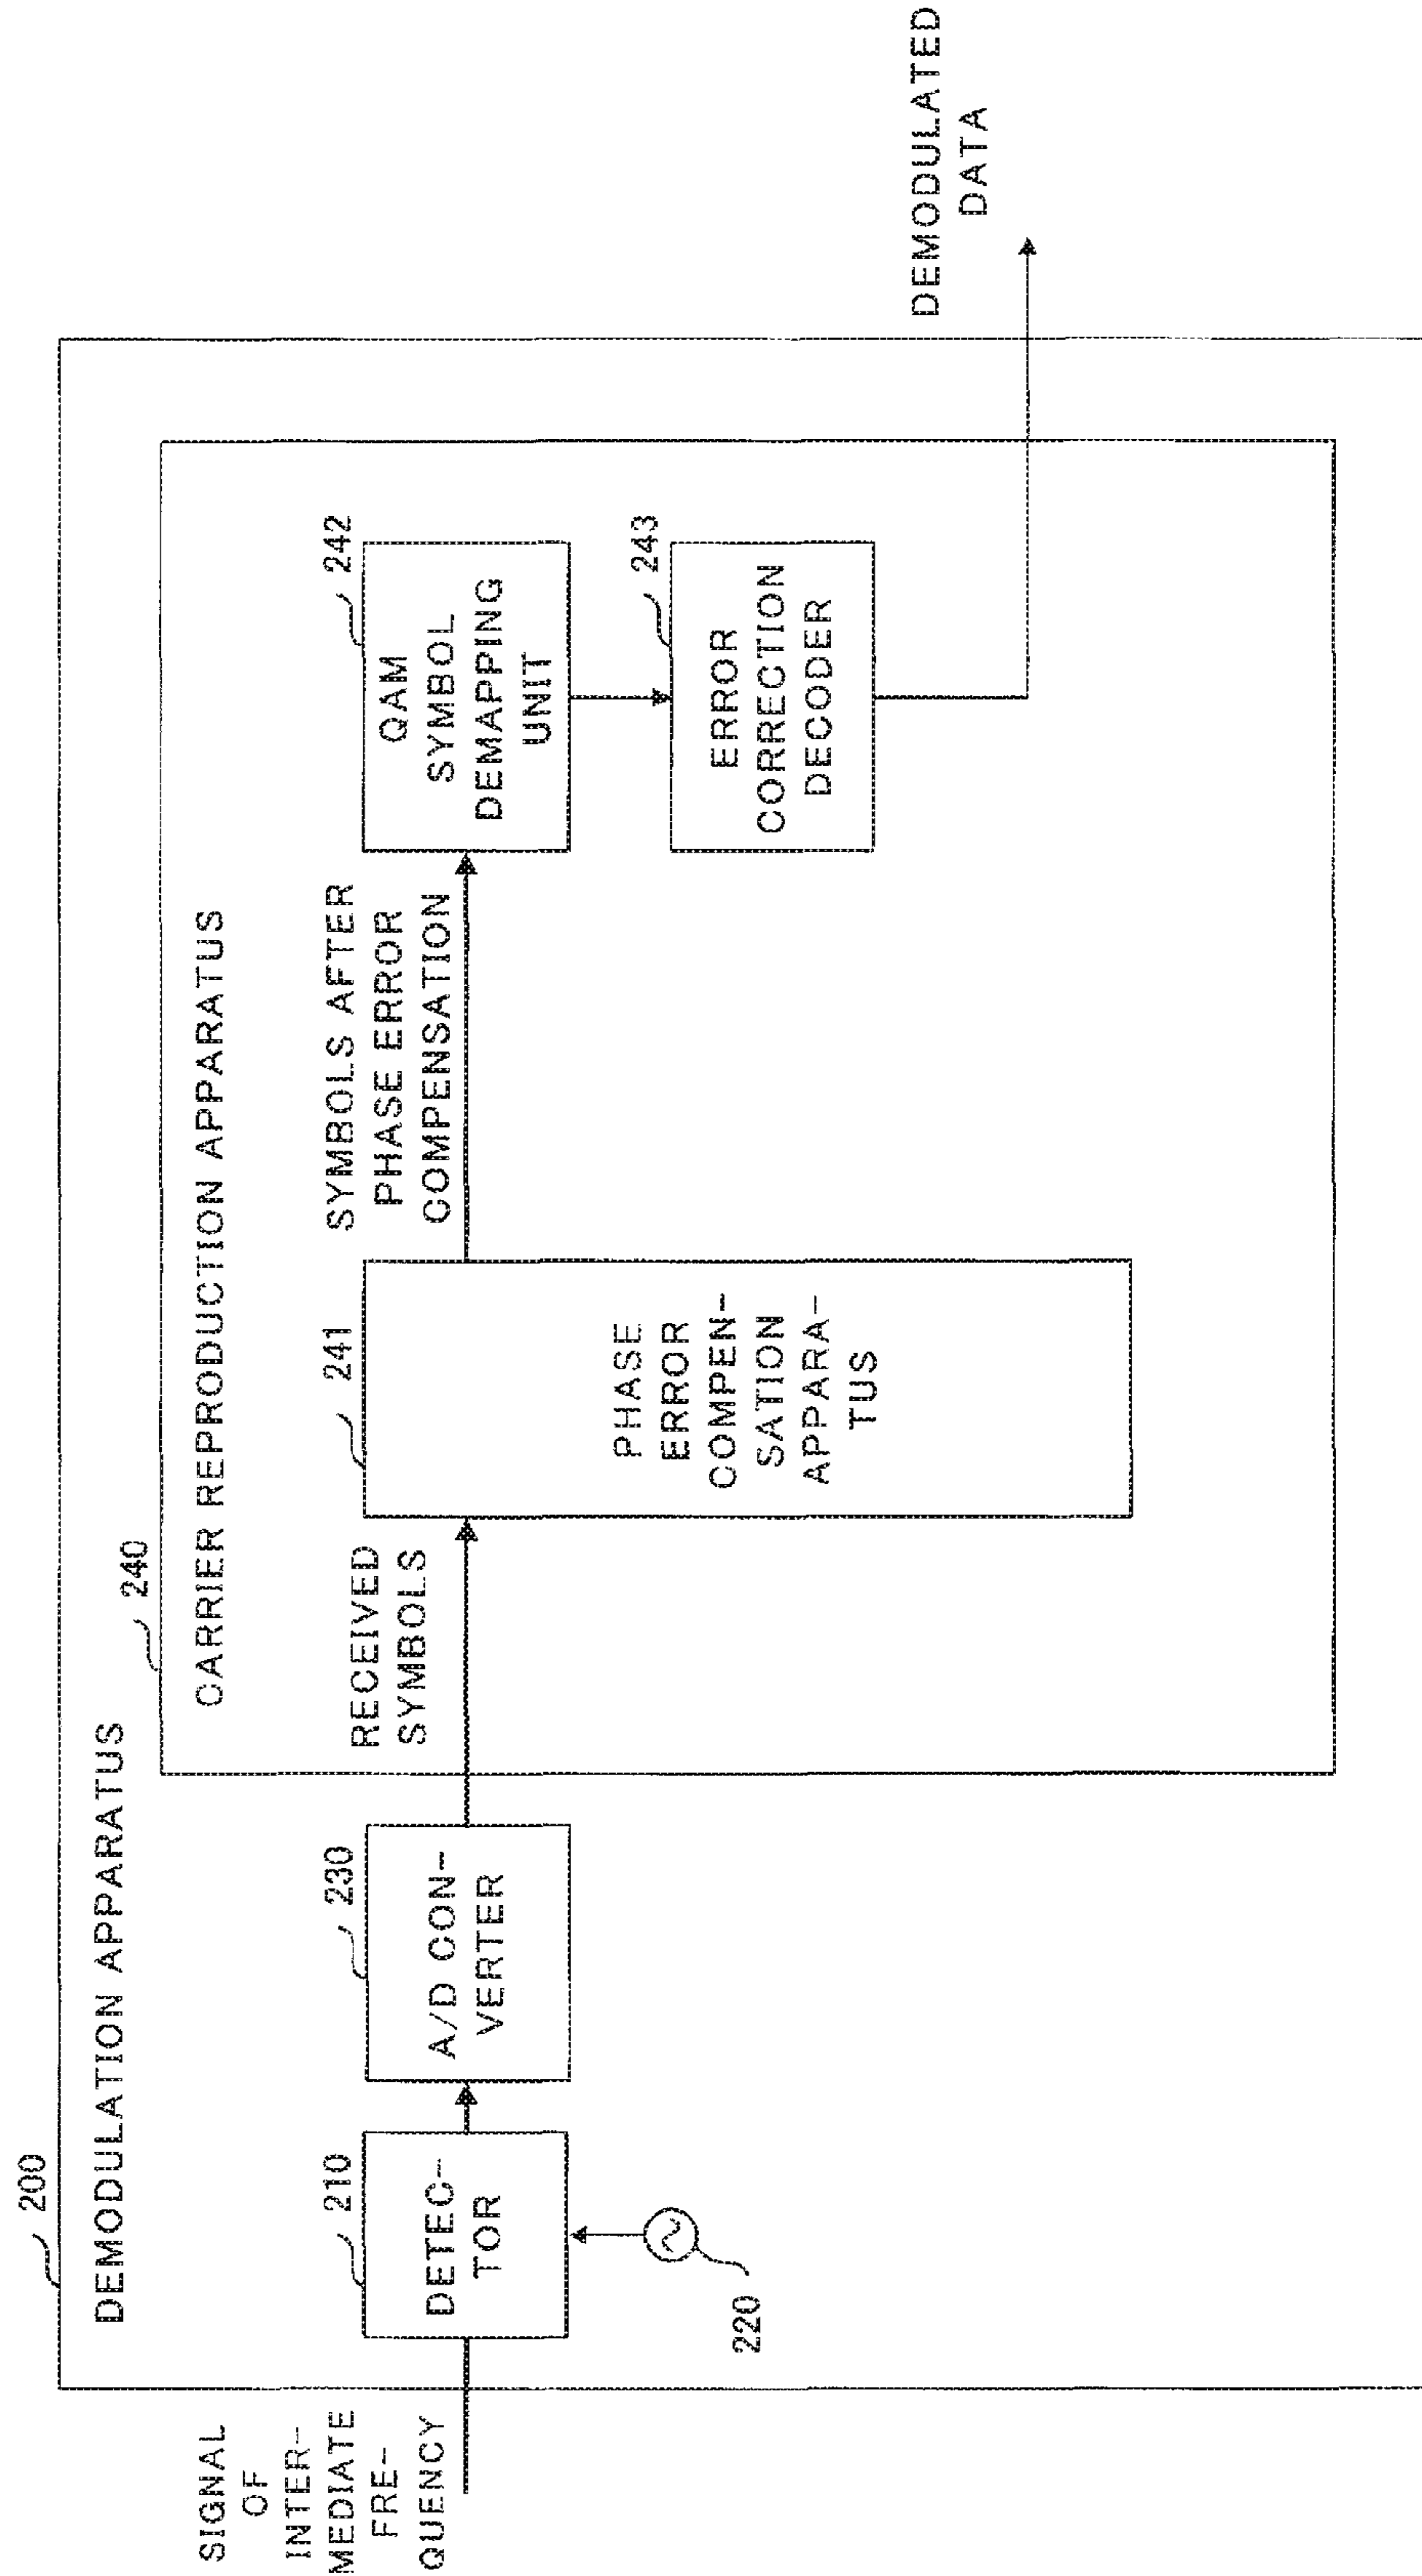 200
DEMODULATION APPARATUS
240
CARRIER REPRODUCTION APPARATUS
SIGNAL
OF
INTER-
MEDIATE
FRE-
QUENCY
210
DETEC-
TOR
220
230
A/D CON-
VERTER
RECEIVED
SYMBOLS
241
PHASE
ERROR
COMPEN-
SATION
APPARA-
TUS
SYMBOLS AFTER
PHASE ERROR
COMPENSATION
242
QAM
SYMBOL
DEMAPPING
UNIT
243
ERROR
CORRECTION
DECODER
DEMODULATED
DATA